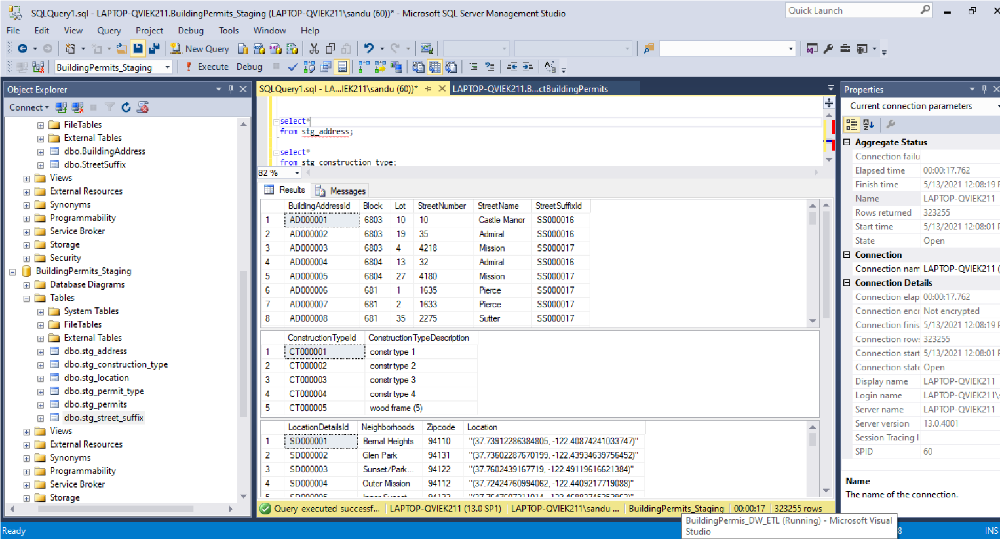 SQLQuery1.sql - LAPTOP-QVIEK211.BuildingPermits_Staging (LAPTOP-QVIEK211\sandu (60))* - Microsoft SQL Server Management Studio
Quick Launch
File Edit View Query Project Debug Tools Window Help
New Query
BuildingPermits_Staging
Execute Debug
Object Explorer
Connect
FileTables
External Tables
dbo.BuildingAddress
dbo.StreetSuffix
Views
External Resources
Synonyms
Programmability
Service Broker
Storage
Security
BuildingPermits_Staging
Database Diagrams
Tables
System Tables
FileTables
External Tables
dbo.stg_address
dbo.stg_construction_type
dbo.stg_location
dbo.stg_permit_type
dbo.stg_permits
dbo.stg_street_suffix
Views
External Resources
Synonyms
Programmability
Service Broker
Storage
SQLQuery1.sql - LA...IEK211\sandu (60))*
LAPTOP-QVIEK211.B...ctBuildingPermits
select*
from stg_address;
select*
from stg_construction_type;
82 %
Results Messages
BuildingAddressId Block Lot StreetNumber StreetName StreetSuffixId
1 AD000001 6803 10 10 Castle Manor SS000016
2 AD000002 6803 19 35 Admiral SS000016
3 AD000003 6803 4 4218 Mission SS000017
4 AD000004 6804 13 32 Admiral SS000016
5 AD000005 6804 27 4180 Mission SS000017
6 AD000006 681 1 1635 Pierce SS000017
7 AD000007 681 2 1633 Pierce SS000017
8 AD000008 681 35 2275 Sutter SS000017
ConstructionTypeId ConstructionTypeDescription
1 CT000001 constr type 1
2 CT000002 constr type 2
3 CT000003 constr type 3
4 CT000004 constr type 4
5 CT000005 wood frame (5)
LocationDetailsId Neighborhoods Zipcode Location
1 SD000001 Bernal Heights 94110 "(37.73912286384805, -122.40874241033747)"
2 SD000002 Glen Park 94131 "(37.73602287670199, -122.43934639756452)"
3 SD000003 Sunset/Park... 94122 "(37.7602439167719, -122.49119616621384)"
4 SD000004 Outer Mission 94112 "(37.72424760994062, -122.4409217719088)"
Query executed successf... LAPTOP-QVIEK211 (13.0 SP1) LAPTOP-QVIEK211\sandu ... BuildingPermits_Staging 00:00:17 323255 rows
Properties
Current connection parameters
Aggregate Status
Connection failu
Elapsed time 00:00:17.762
Finish time 5/13/2021 12:08:19 P
Name LAPTOP-QVIEK211
Rows returned 323255
Start time 5/13/2021 12:08:01 P
State Open
Connection
Connection nam LAPTOP-QVIEK211 (
Connection Details
Connection elap 00:00:17.762
Connection encr Not encrypted
Connection finis 5/13/2021 12:08:19 P
Connection rows 323255
Connection start 5/13/2021 12:08:01 P
Connection state Open
Display name LAPTOP-QVIEK211
Login name LAPTOP-QVIEK211\s
Server name LAPTOP-QVIEK211
Server version 13.0.4001
Session Tracing I
SPID 60
Name
The name of the connection.
BuildingPermis_DW_ETL (Running) - Microsoft Visual
Studio
Ready
8
INS